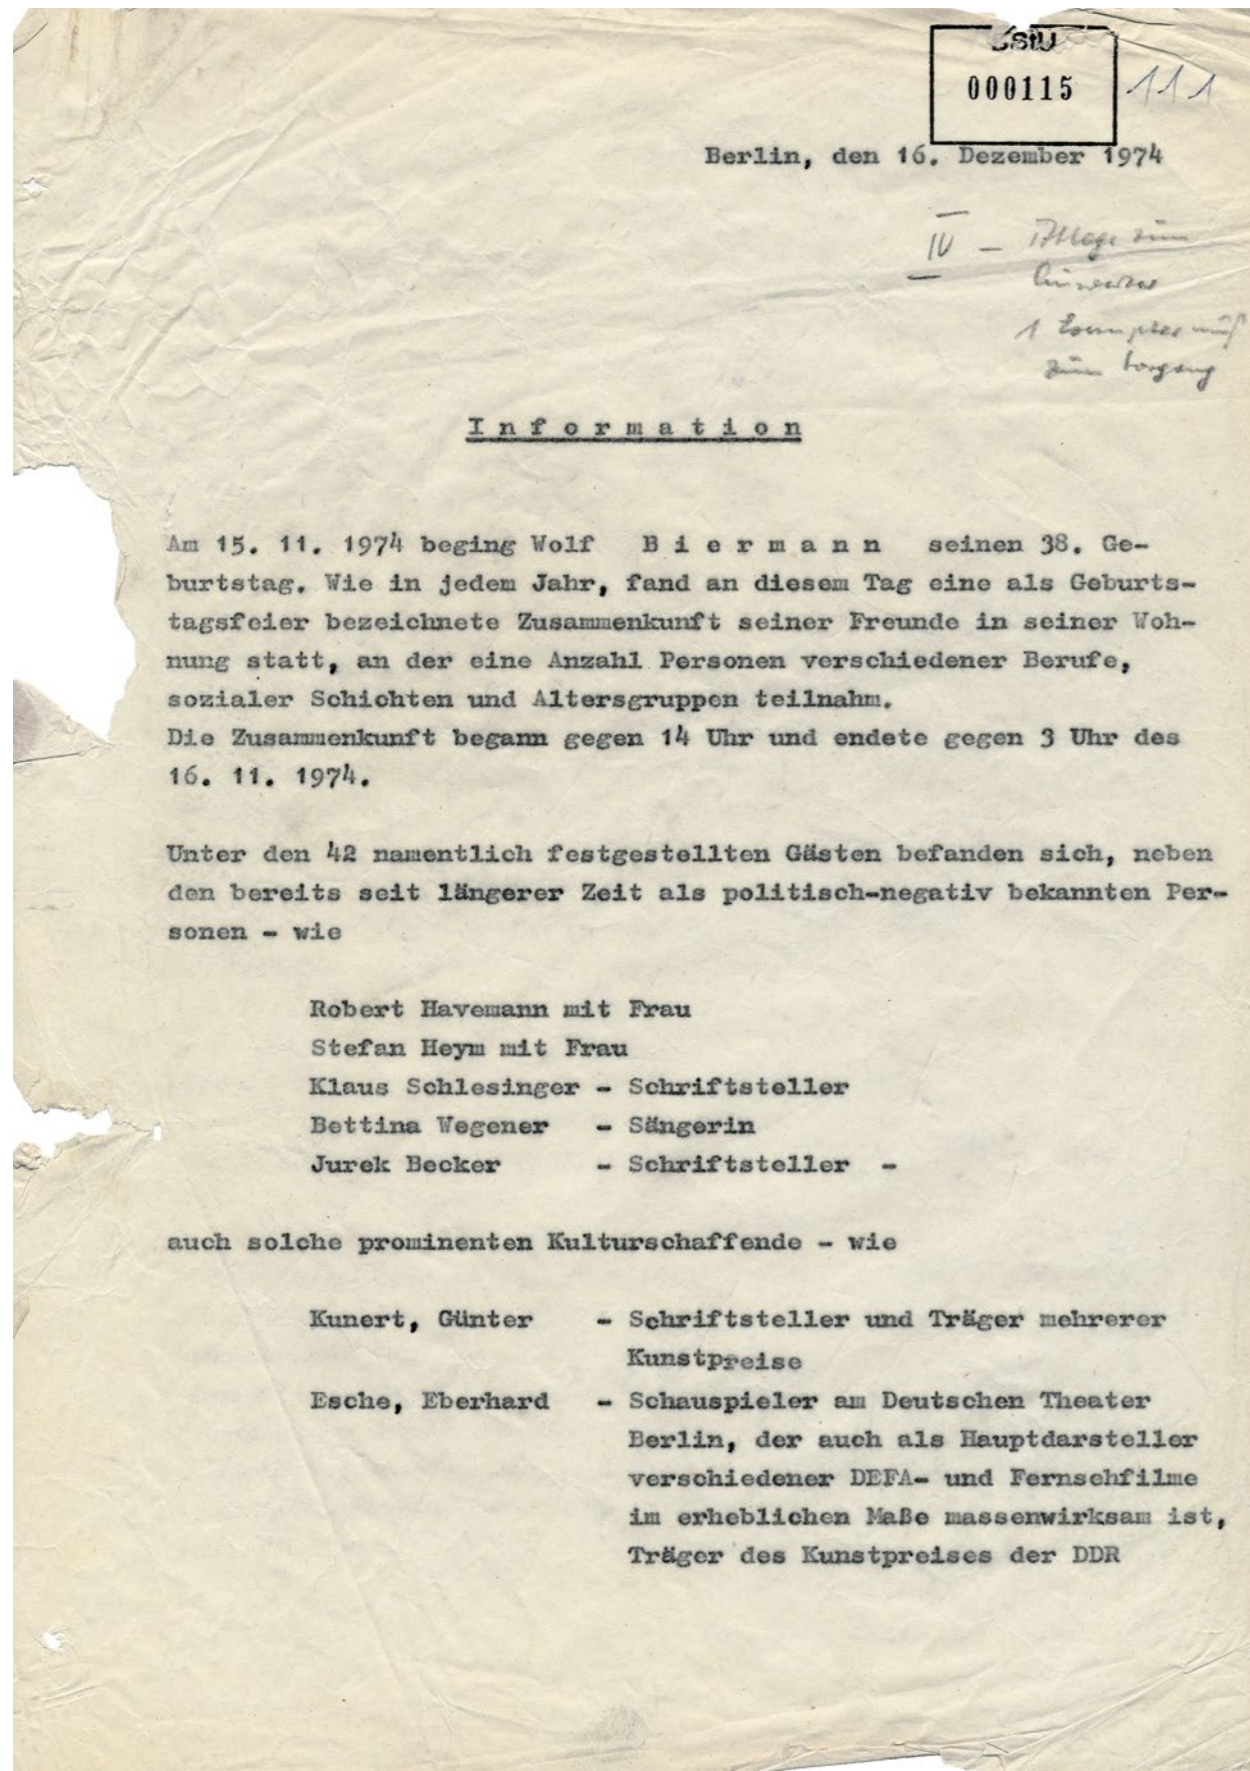 BStU
000115
111
Berlin, den 16. Dezember 1974
IV –
1 Exemplar
zum Vorgang
Information
Am 15. 11. 1974 beging Wolf Biermann seinen 38. Ge-
burtstag. Wie in jedem Jahr, fand an diesem Tag eine als Geburts-
tagsfeier bezeichnete Zusammenkunft seiner Freunde in seiner Woh-
nung statt, an der eine Anzahl Personen verschiedener Berufe,
sozialer Schichten und Altersgruppen teilnahm.
Die Zusammenkunft begann gegen 14 Uhr und endete gegen 3 Uhr des
16. 11. 1974.
Unter den 42 namentlich festgestellten Gästen befanden sich, neben
den bereits seit längerer Zeit als politisch-negativ bekannten Per-
sonen - wie
Robert Havemann mit Frau
Stefan Heym mit Frau
Klaus Schlesinger - Schriftsteller
Bettina Wegener - Sängerin
Jurek Becker - Schriftsteller -
auch solche prominenten Kulturschaffende - wie
Kunert, Günter - Schriftsteller und Träger mehrerer
Kunstpreise
Esche, Eberhard - Schauspieler am Deutschen Theater
Berlin, der auch als Hauptdarsteller
verschiedener DEFA- und Fernsehfilme
im erheblichen Maße massenwirksam ist,
Träger des Kunstpreises der DDR